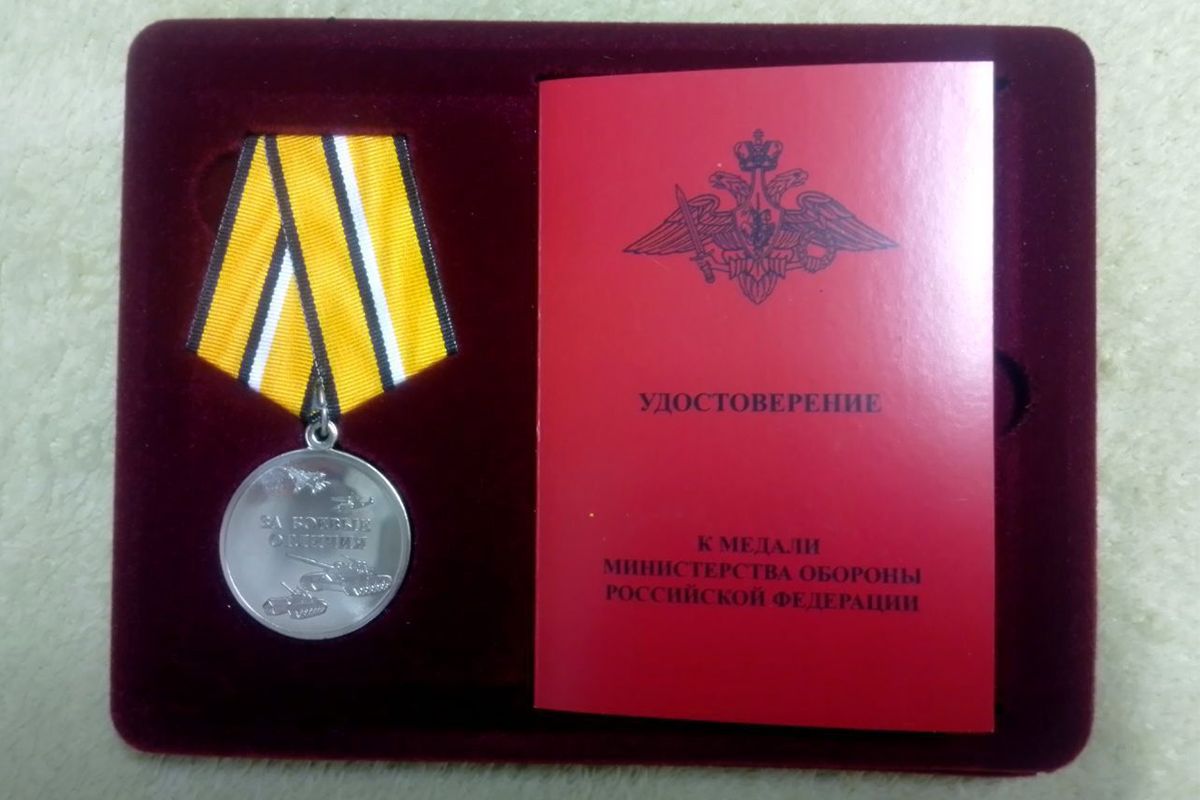 ЗА БОЕВЫЕ
ОТЛИЧИЯ
УДОСТОВЕРЕНИЕ
К МЕДАЛИ
МИНИСТЕРСТВА ОБОРОНЫ
РОССИЙСКОЙ ФЕДЕРАЦИИ